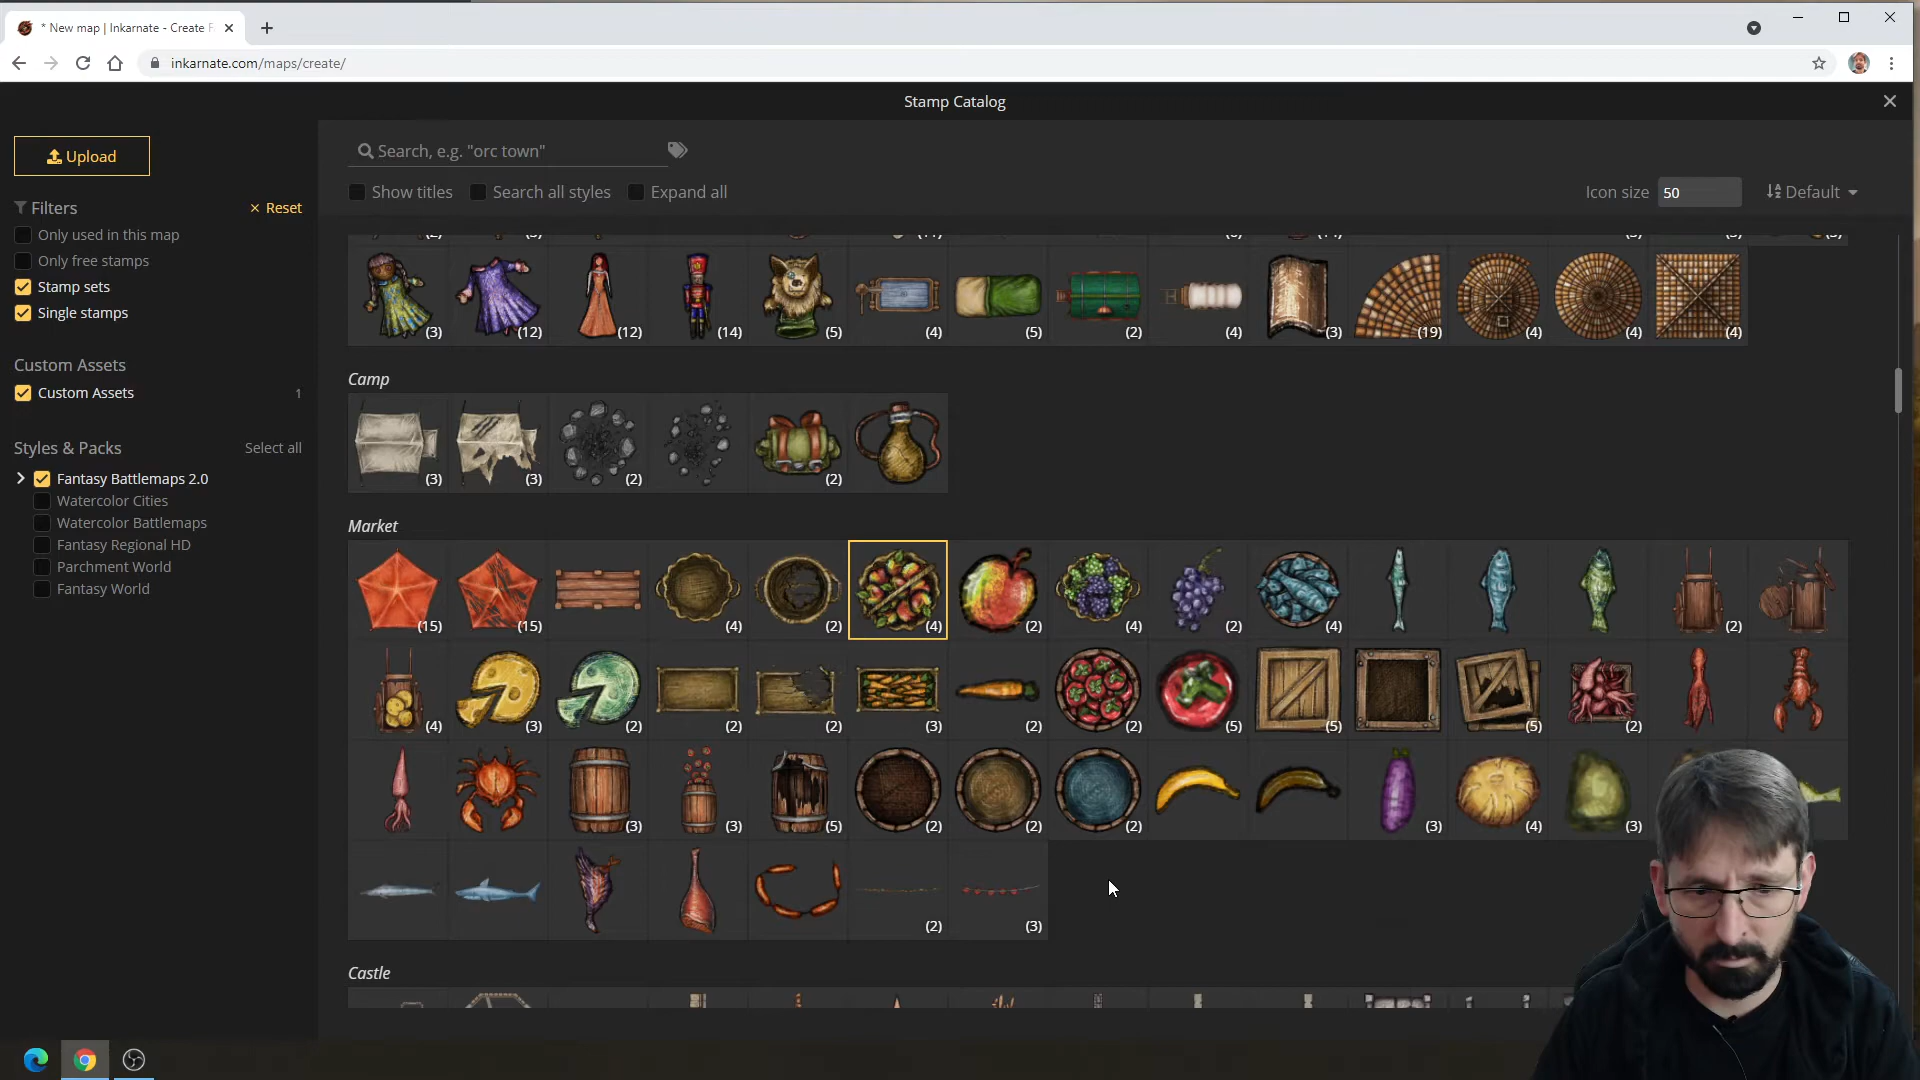 * New map | Inkarnate - Create F
inkarnate.com/maps/create/
Stamp Catalog
Upload
Search, e.g. "orc town"
Show titles
Search all styles
Expand all
Icon size
50
Default
Filters
Reset
Only used in this map
Only free stamps
Stamp sets
Single stamps
Custom Assets
Custom Assets
1
Styles & Packs
Select all
Fantasy Battlemaps 2.0
Watercolor Cities
Watercolor Battlemaps
Fantasy Regional HD
Parchment World
Fantasy World
(3) (12) (12) (14) (5) (4) (5) (2) (4) (3) (19) (4) (4) (4)
Camp
(3) (3) (2) (2)
Market
(15) (15) (4) (2) (4) (2) (4) (2) (4) (2)
(4) (3) (2) (2) (2) (3) (2) (2) (5) (5) (5) (2)
(3) (3) (5) (2) (2) (2) (3) (4) (3)
(2) (3)
Castle